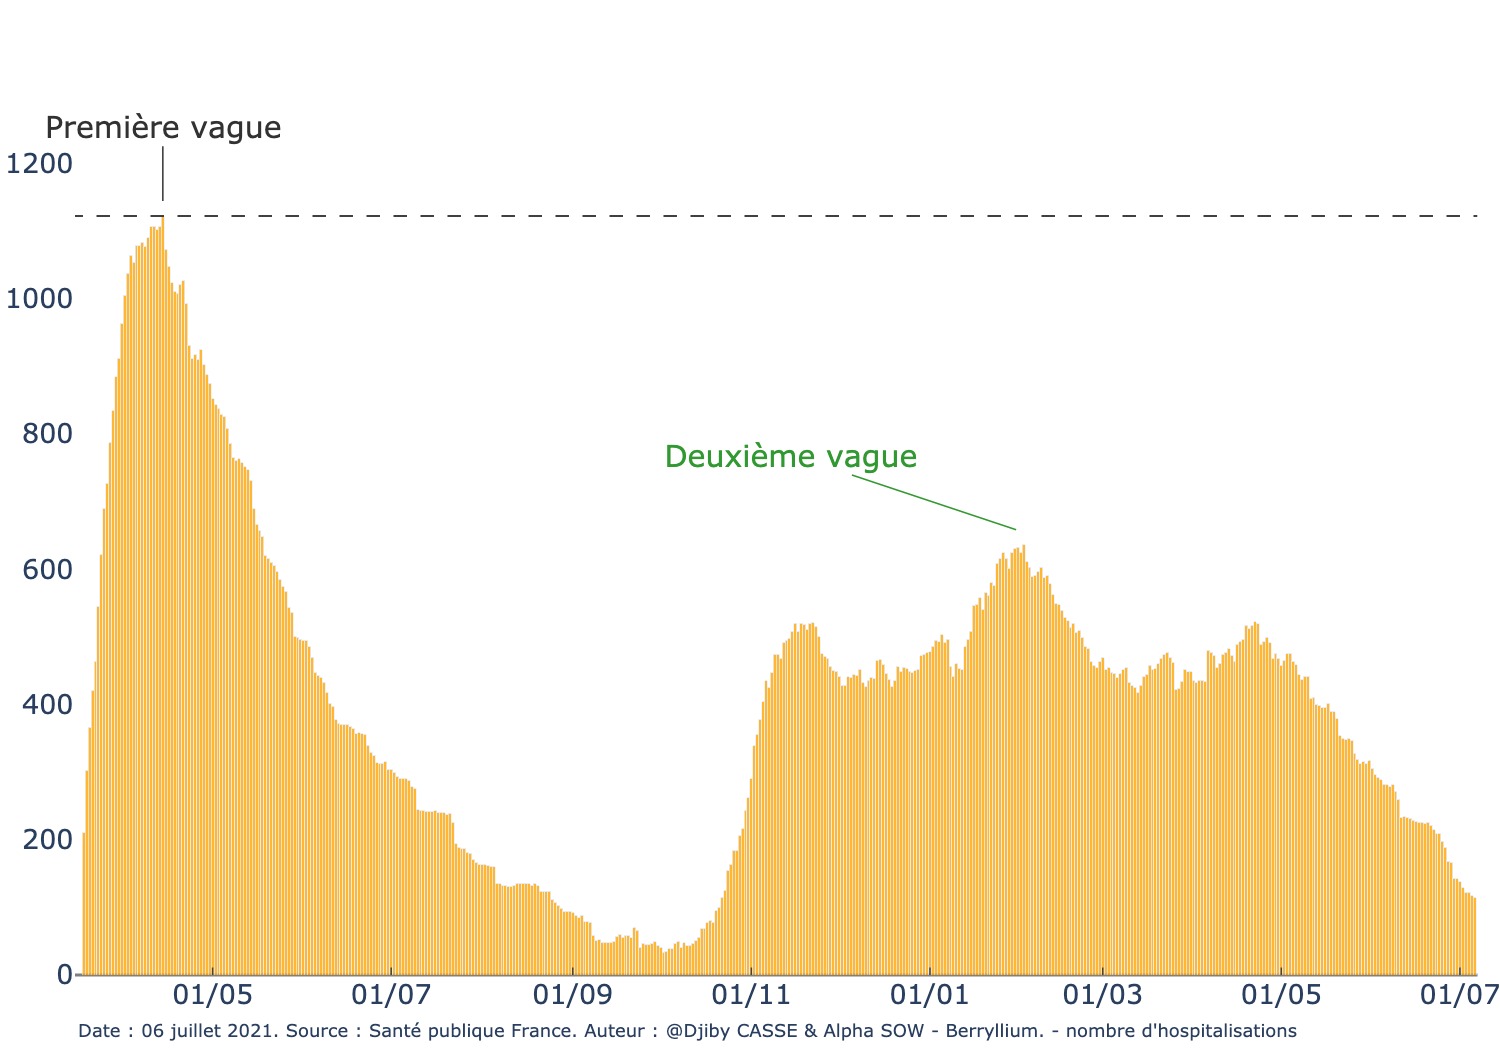 Première vague
1200
1000
800
Deuxième vague
600
400
200
0
01/05 01/07 01/09 01/11 01/01 01/03 01/05 01/07
Date : 06 juillet 2021. Source : Santé publique France. Auteur : @Djiby CASSE & Alpha SOW - Berryllium. - nombre d'hospitalisations